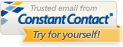 Trusted email from
Constant Contact®
Try for yourself!